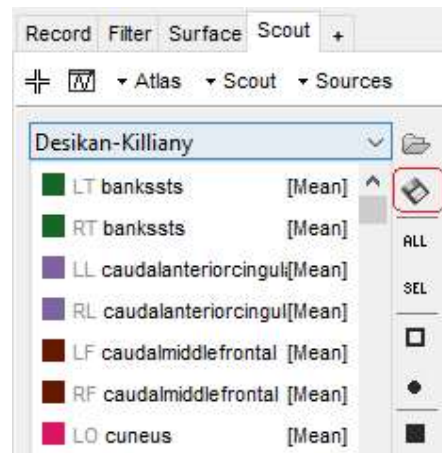 Record Filter Surface Scout +
Atlas Scout Sources
Desikan-Killiany
LT bankssts [Mean]
RT bankssts [Mean]
ALL
LL caudalanteriorcingul [Mean]
SEL
RL caudalanteriorcingul [Mean]
LF caudalmiddlefrontal [Mean]
RF caudalmiddlefrontal [Mean]
LO cuneus [Mean]